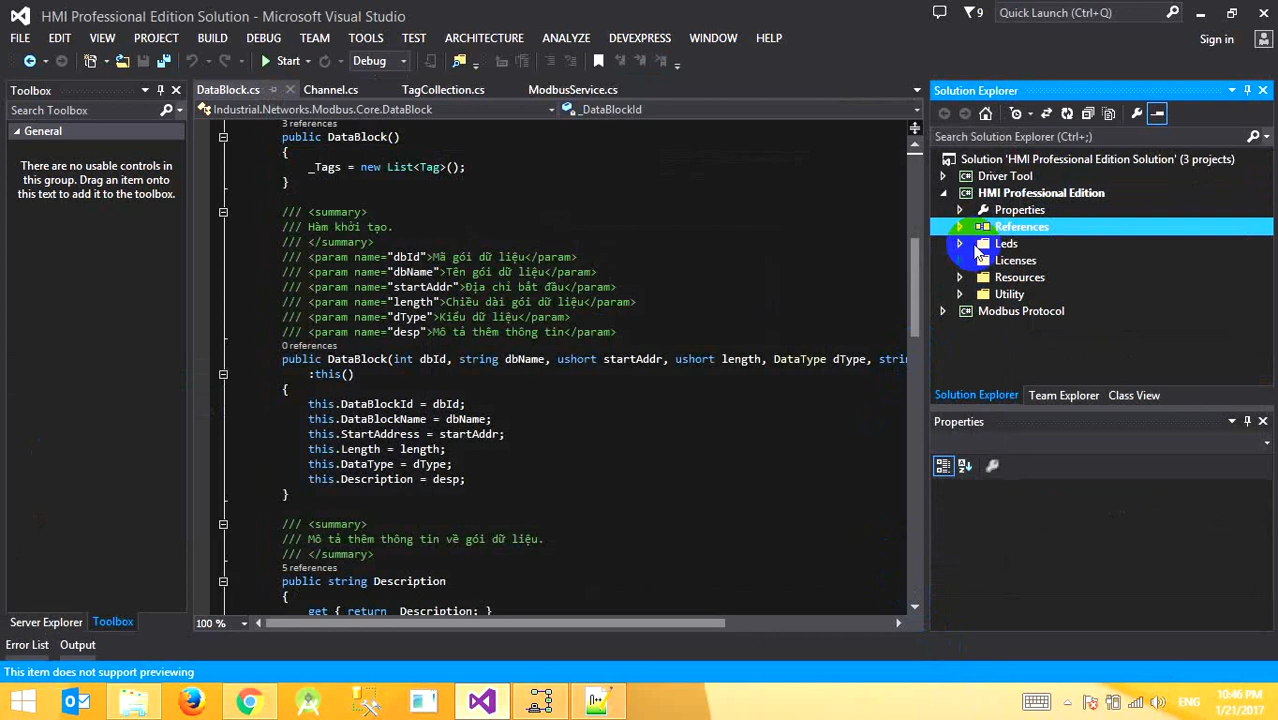 HMI Professional Edition Solution - Microsoft Visual Studio
9
Quick Launch (Ctrl+Q)
FILE EDIT VIEW PROJECT BUILD DEBUG TEAM TOOLS TEST ARCHITECTURE ANALYZE DEVEXPRESS WINDOW HELP
Sign in
Start
Debug
Toolbox
Search Toolbox
General
There are no usable controls in
this group. Drag an item onto
this text to add it to the toolbox.
Server Explorer Toolbox
DataBlock.cs Channel.cs TagCollection.cs ModbusService.cs
Industrial.Networks.Modbus.Core.DataBlock
_DataBlockId
3 references
public DataBlock()
{
_Tags = new List<Tag>();
}
/// <summary>
/// Hàm khởi tạo.
/// </summary>
/// <param name="dbId">Mã gói dữ liệu</param>
/// <param name="dbName">Tên gói dữ liệu</param>
/// <param name="startAddr">Địa chỉ bắt đầu</param>
/// <param name="length">Chiều dài gói dữ liệu</param>
/// <param name="dType">Kiểu dữ liệu</param>
/// <param name="desp">Mô tả thêm thông tin</param>
0 references
public DataBlock(int dbId, string dbName, ushort startAddr, ushort length, DataType dType, strin
:this()
{
this.DataBlockId = dbId;
this.DataBlockName = dbName;
this.StartAddress = startAddr;
this.Length = length;
this.DataType = dType;
this.Description = desp;
}
/// <summary>
/// Mô tả thêm thông tin về gói dữ liệu.
/// </summary>
5 references
public string Description
{
get { return _Description; }
100 %
Solution Explorer
Search Solution Explorer (Ctrl+;)
Solution 'HMI Professional Edition Solution' (3 projects)
Driver Tool
HMI Professional Edition
Properties
References
Leds
Licenses
Resources
Utility
Modbus Protocol
Solution Explorer Team Explorer Class View
Properties
Error List Output
This item does not support previewing
ENG
10:46 PM
1/21/2017